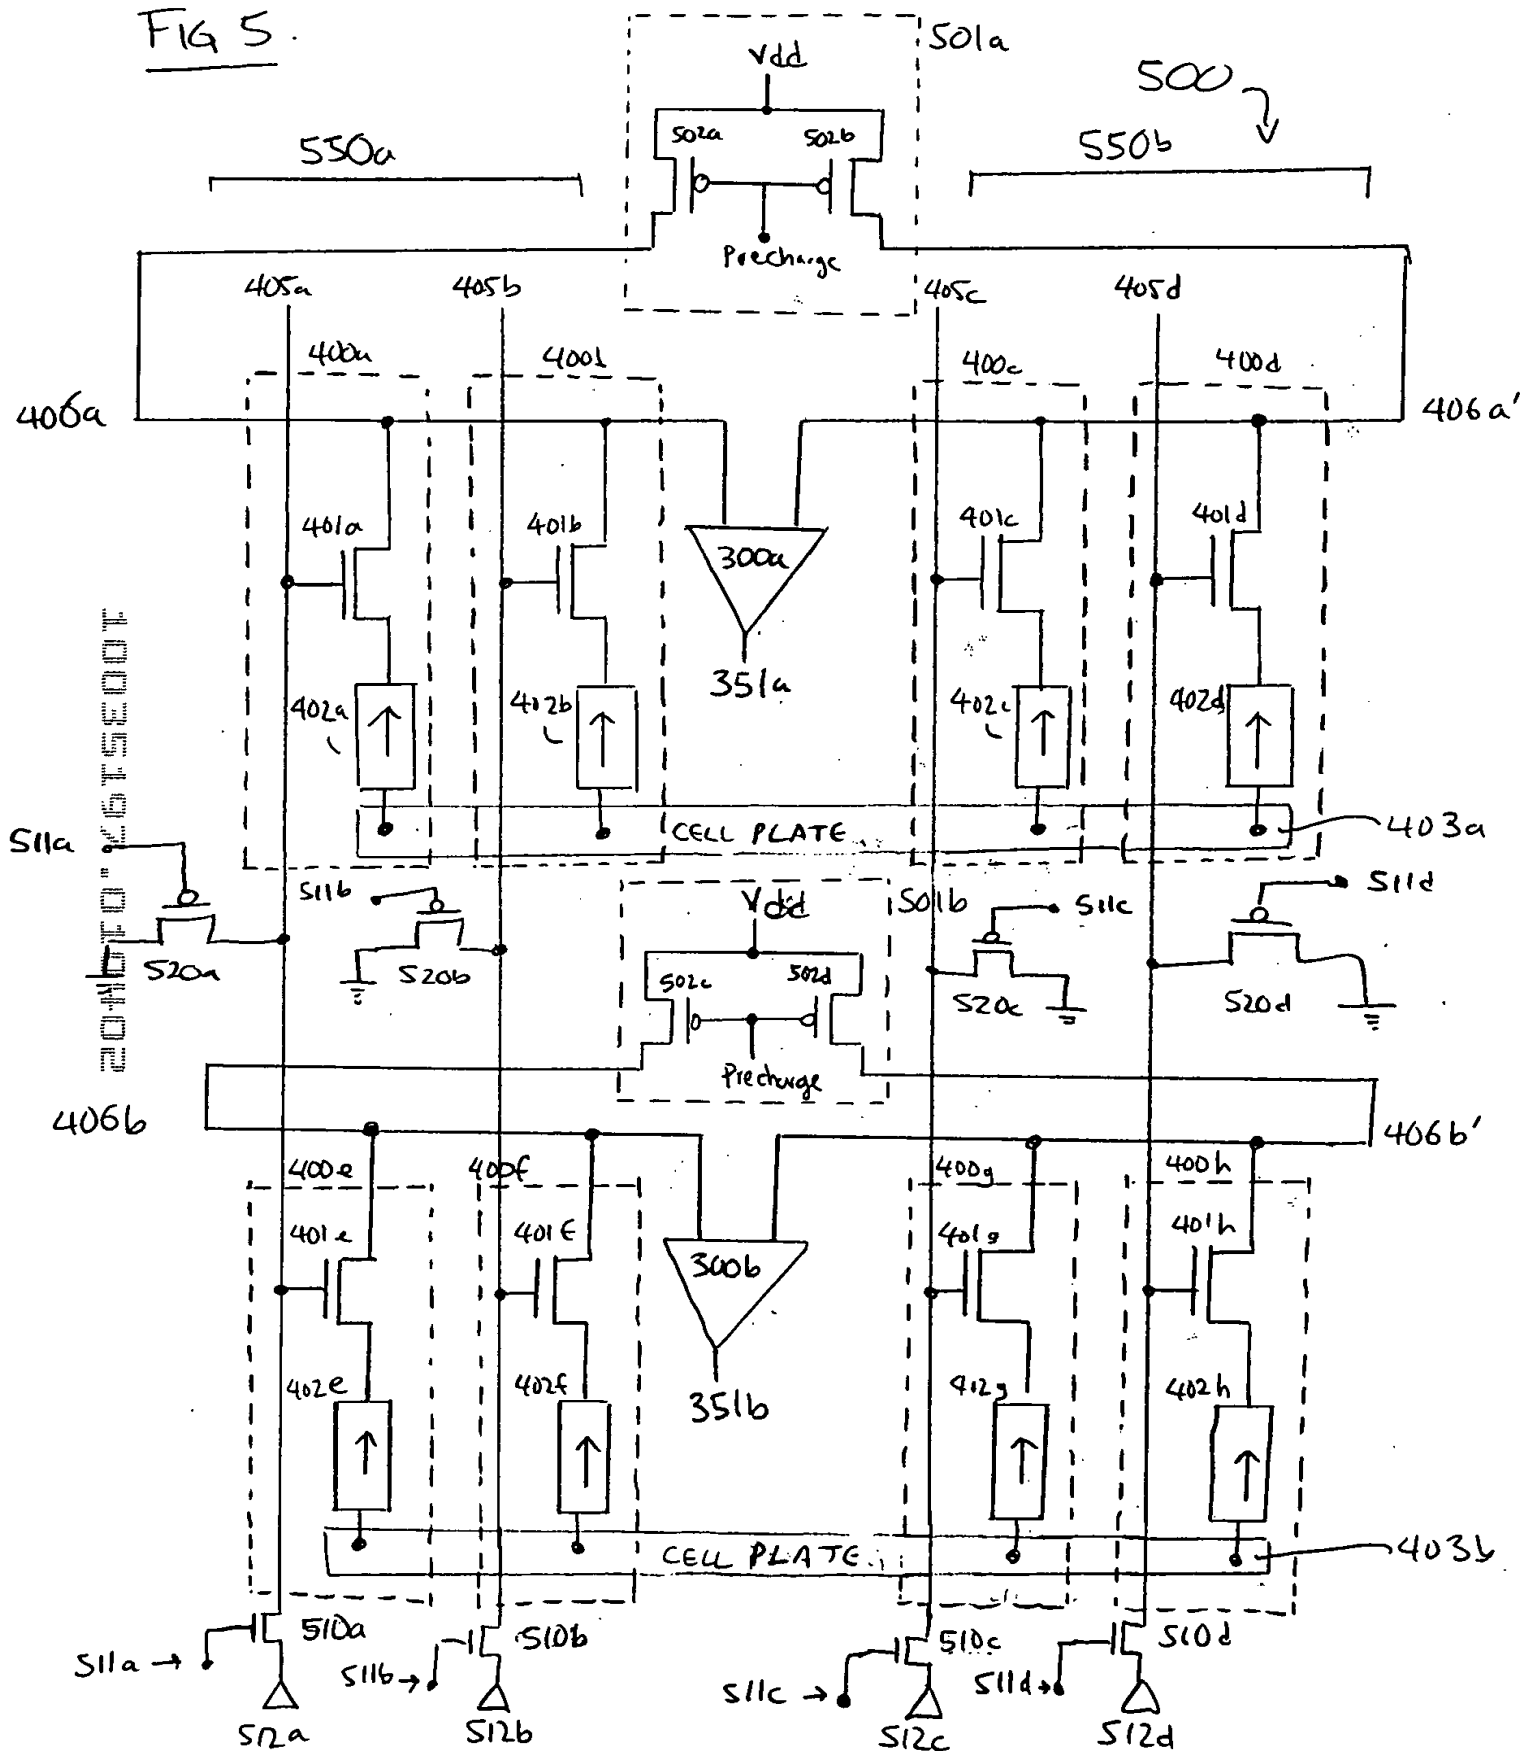 FIG 5.
501a
Vdd
500
502a 502b
550a
550b
Precharge
405a 405b 405c 405d
400a 400b 400c 400d
406a
406a'
401a 401b 401c 401d
300a
351a
402a 402b 402c 402d
CELL PLATE
403a
511a
511b
501b
511c
511d
Vdd
520a 520b
502c 502d
520c 520d
Precharge
406b
406b'
400e 400f 400g 400h
401e 401f 401g 401h
300b
402e 402f 351b 412g 402h
CELL PLATE
403b
510a 510b 510c 510d
511a 511b 511c 511d
512a 512b 512c 512d